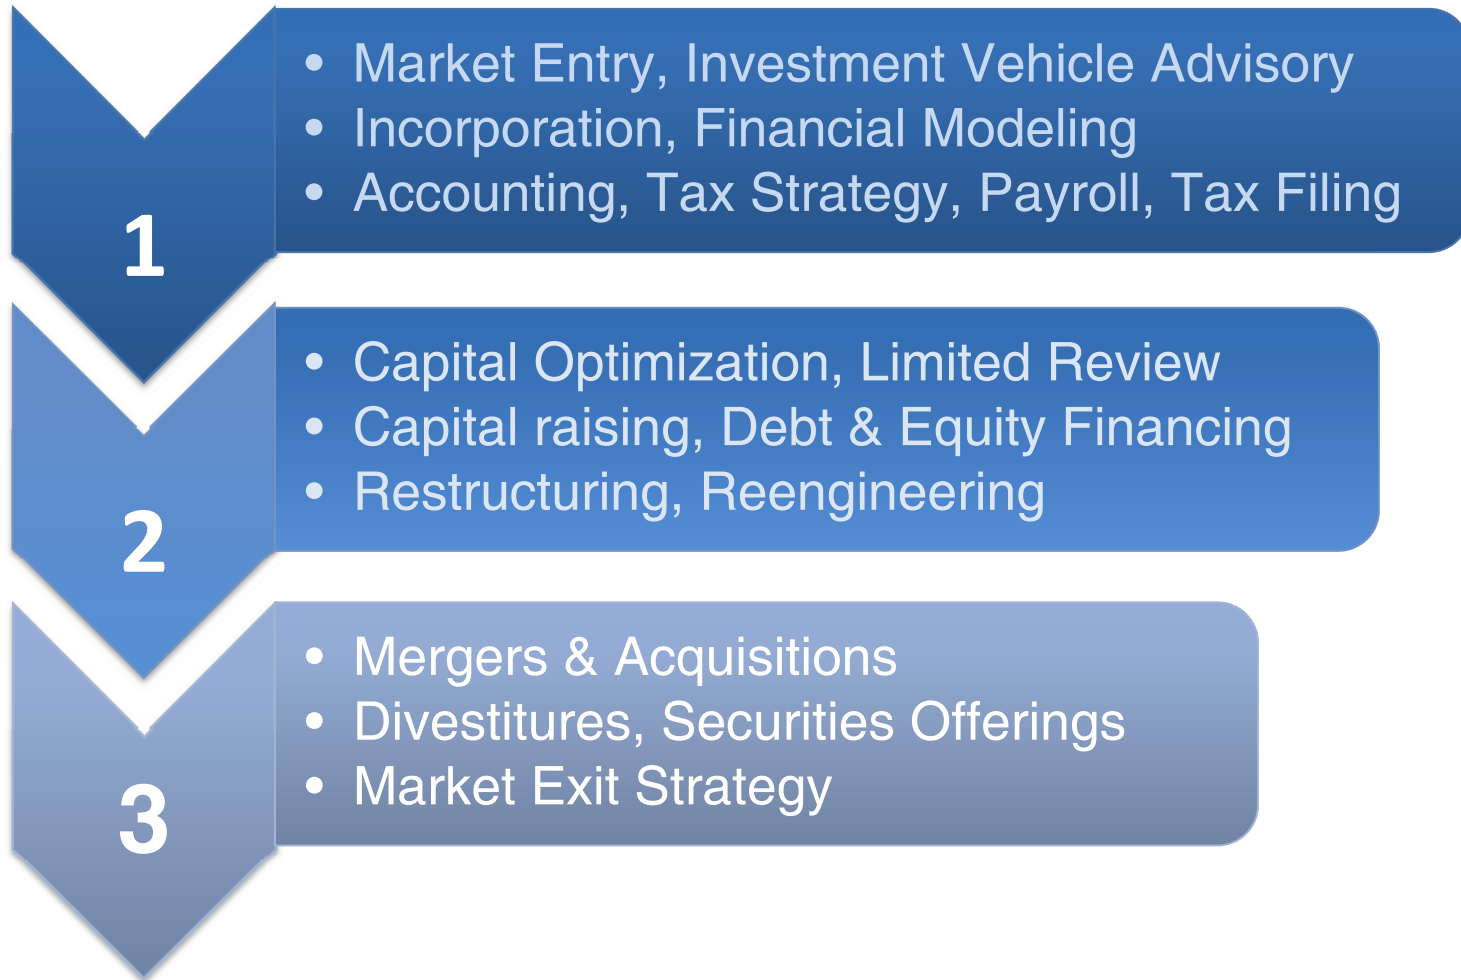 1
• Market Entry, Investment Vehicle Advisory
• Incorporation, Financial Modeling
• Accounting, Tax Strategy, Payroll, Tax Filing
2
• Capital Optimization, Limited Review
• Capital raising, Debt & Equity Financing
• Restructuring, Reengineering
3
• Mergers & Acquisitions
• Divestitures, Securities Offerings
• Market Exit Strategy